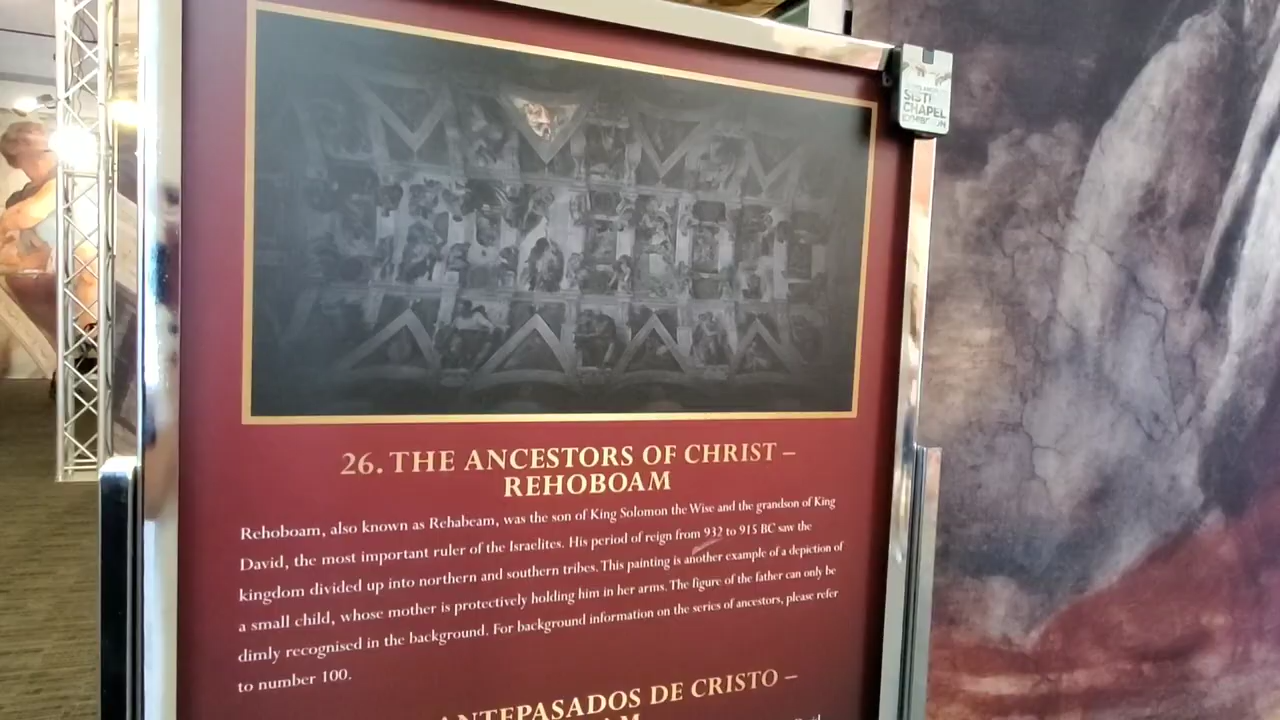 SISTI
CHAPEL
26. THE ANCESTORS OF CHRIST –
REHOBOAM
Rehoboam, also known as Rehabeam, was the son of King Solomon the Wise and the grandson of King
David, the most important ruler of the Israelites. His period of reign from 932 to 915 BC saw the
kingdom divided up into northern and southern tribes. This painting is another example of a depiction of
a small child, whose mother is protectively holding him in her arms. The figure of the father can only be
dimly recognised in the background. For background information on the series of ancestors, please refer
to number 100.
ANTEPASADOS DE CRISTO –